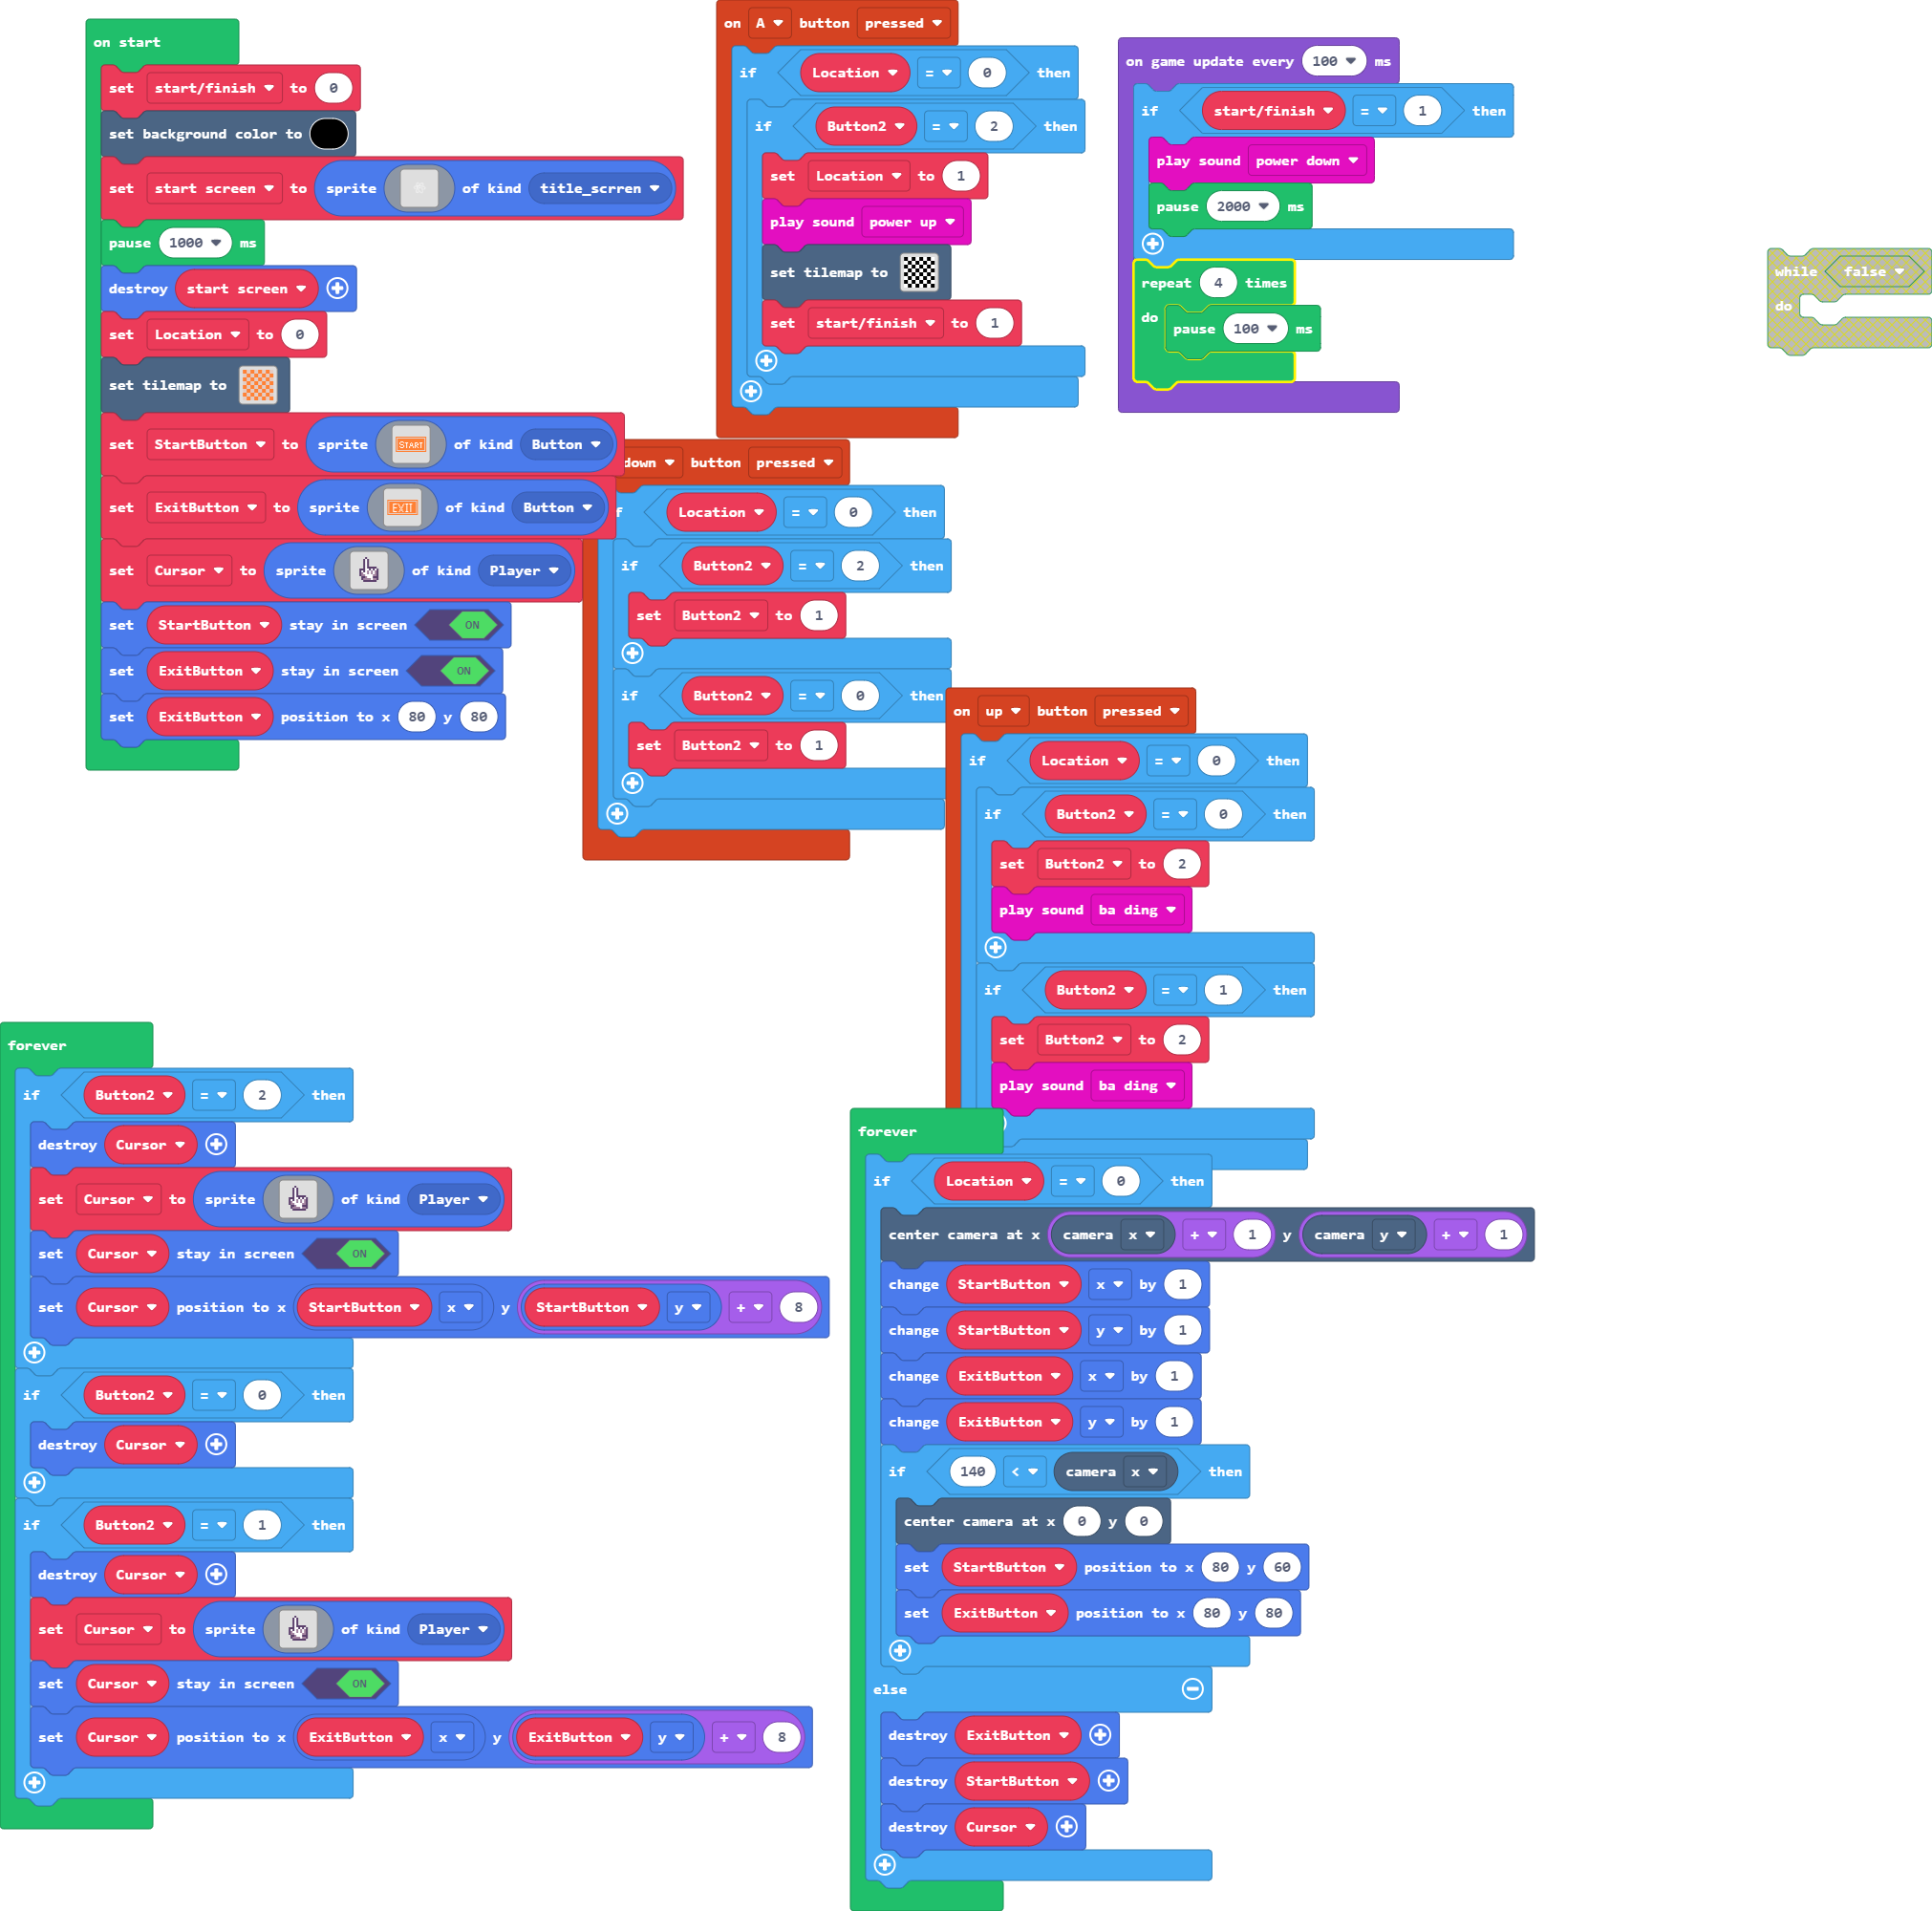 on start
set start/finish to 0
set background color to
set start screen to sprite of kind title_scrren
pause 1000 ms
destroy start screen
set Location to 0
set tilemap to
set StartButton to sprite START of kind Button
set ExitButton to sprite EXIT of kind Button
set Cursor to sprite of kind Player
set StartButton stay in screen ON
set ExitButton stay in screen ON
set ExitButton position to x 80 y 80
on A button pressed
if Location = 0 then
if Button2 = 2 then
set Location to 1
play sound power up
set tilemap to
set start/finish to 1
on game update every 100 ms
if start/finish = 1 then
play sound power down
pause 2000 ms
repeat 4 times
do pause 100 ms
while false
do
down button pressed
if Location = 0 then
if Button2 = 2 then
set Button2 to 1
if Button2 = 0 then
set Button2 to 1
on up button pressed
if Location = 0 then
if Button2 = 0 then
set Button2 to 2
play sound ba ding
if Button2 = 1 then
set Button2 to 2
play sound ba ding
forever
if Button2 = 2 then
destroy Cursor
set Cursor to sprite of kind Player
set Cursor stay in screen ON
set Cursor position to x StartButton x y StartButton y + 8
if Button2 = 0 then
destroy Cursor
if Button2 = 1 then
destroy Cursor
set Cursor to sprite of kind Player
set Cursor stay in screen ON
set Cursor position to x ExitButton x y ExitButton y + 8
forever
if Location = 0 then
center camera at x camera x + 1 y camera y + 1
change StartButton x by 1
change StartButton y by 1
change ExitButton x by 1
change ExitButton y by 1
if 140 < camera x then
center camera at x 0 y 0
set StartButton position to x 80 y 60
set ExitButton position to x 80 y 80
else
destroy ExitButton
destroy StartButton
destroy Cursor